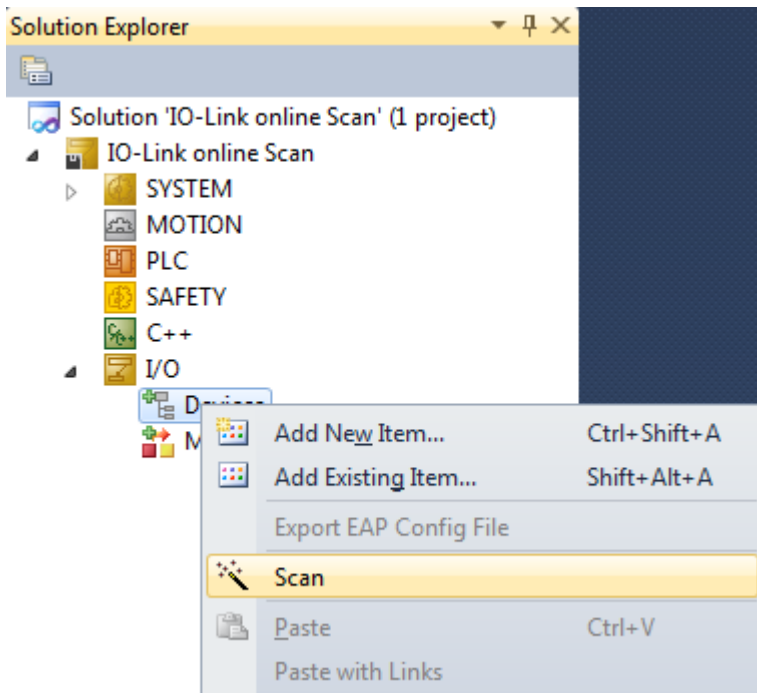 Solution Explorer
Solution 'IO-Link online Scan' (1 project)
IO-Link online Scan
SYSTEM
MOTION
PLC
SAFETY
C++
I/O
Devices
M
Add New Item... Ctrl+Shift+A
Add Existing Item... Shift+Alt+A
Export EAP Config File
Scan
Paste Ctrl+V
Paste with Links